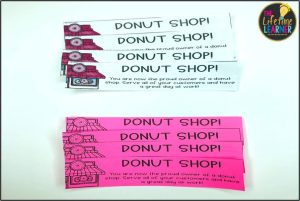 THE
LIFETIME
LEARNER
DONUT SHOP!
DONUT SHOP!
DONUT SHOP!
DONUT SHOP!
You are now the proud owner of a donut
shop. Serve all of your customers and have
a great day at work!
DONUT SHOP!
DONUT SHOP!
DONUT SHOP!
DONUT SHOP!
You are now the proud owner of a donut
shop. Serve all of your customers and have
a great day at work!